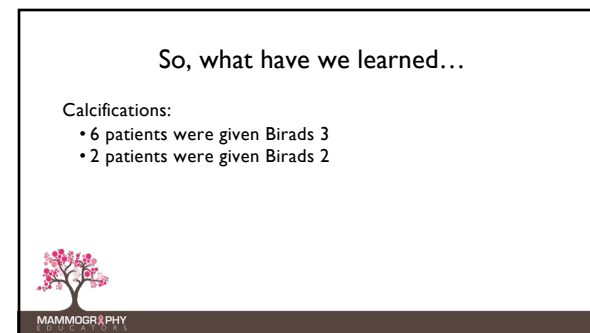 So, what have we learned…
Calcifications:
• 6 patients were given Birads 3
• 2 patients were given Birads 2
MAMMOGRAPHY
EDUCATORS